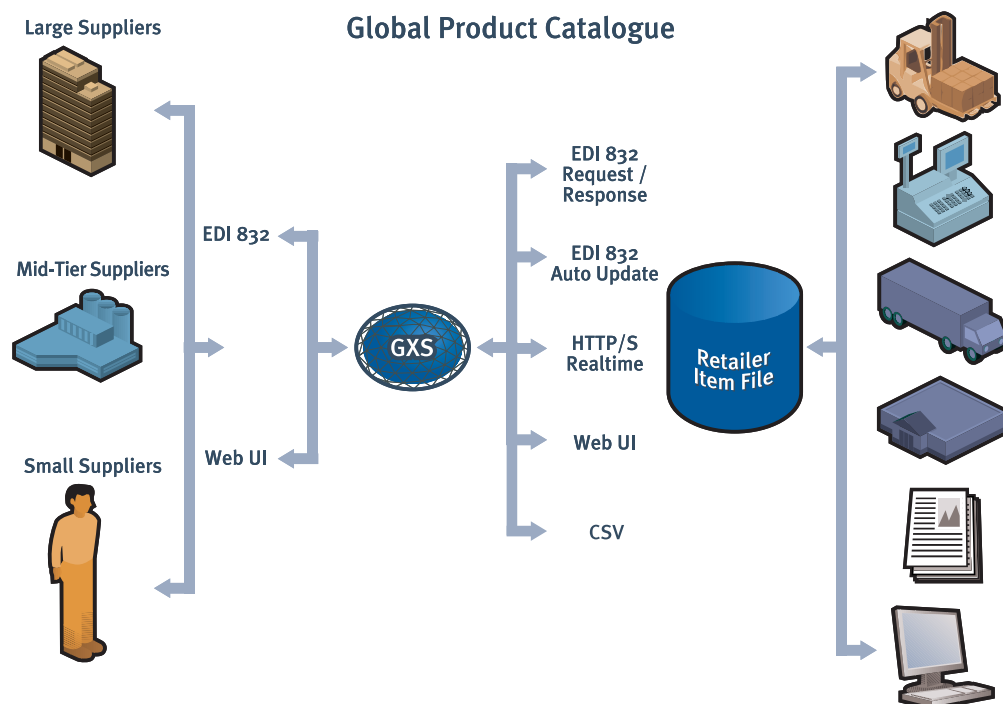 Global Product Catalogue
Large Suppliers
Mid-Tier Suppliers
Small Suppliers
EDI 832
Web UI
GXS
EDI 832
Request /
Response
EDI 832
Auto Update
HTTP/S
Realtime
Web UI
CSV
Retailer
Item File